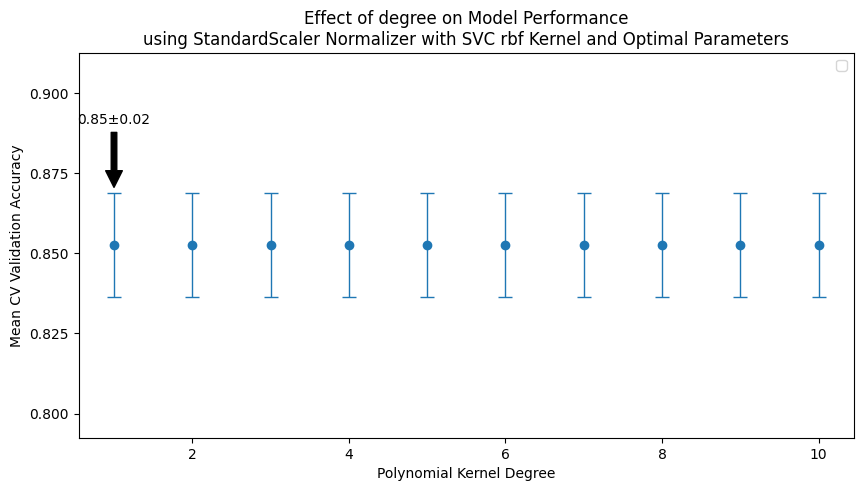 Effect of degree on Model Performance
using StandardScaler Normalizer with SVC rbf Kernel and Optimal Parameters
0.900
0.85±0.02
0.875
0.850
0.825
0.800
Mean CV Validation Accuracy
2 4 6 8 10
Polynomial Kernel Degree